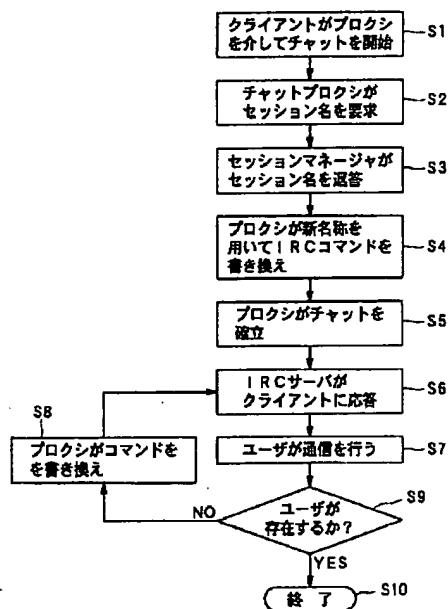 クライアントがプロクシ
を介してチャットを開始
S1
チャットプロクシが
セッション名を要求
S2
セッションマネージャが
セッション名を返答
S3
プロクシが新名称を
用いてIRCコマンドを
書き換え
S4
プロクシがチャットを
確立
S5
IRCサーバが
クライアントに応答
S6
ユーザが通信を行う
S7
S8
プロクシがコマンドを
を書き換え
ユーザが
存在するか?
S9
NO
YES
終了
S10